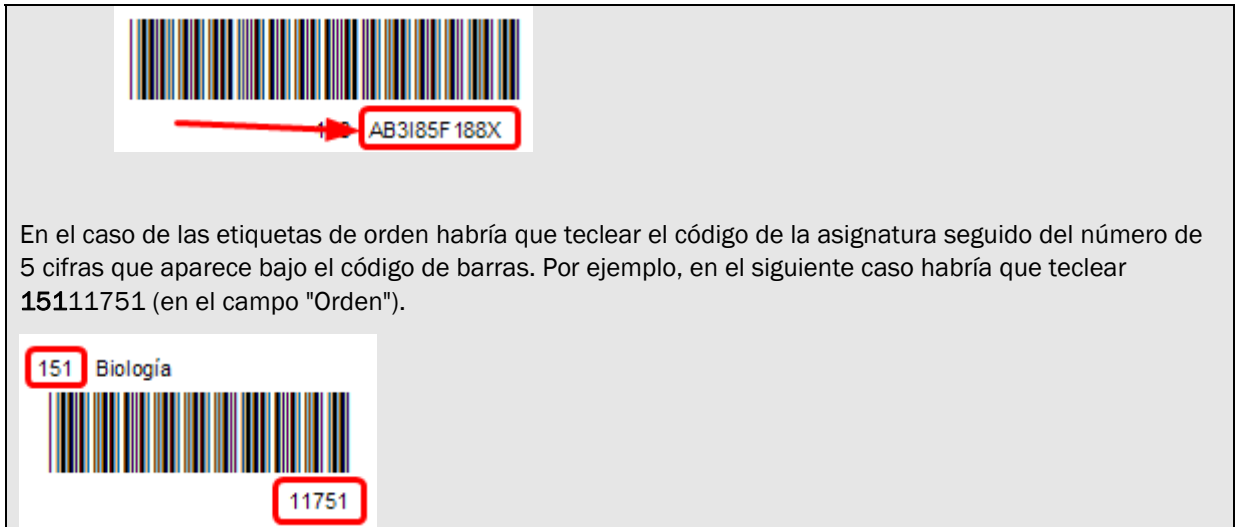 AB3I85F188X
En el caso de las etiquetas de orden habría que teclear el código de la asignatura seguido del número de
5 cifras que aparece bajo el código de barras. Por ejemplo, en el siguiente caso habría que teclear
15111751 (en el campo "Orden").
151 Biología
11751